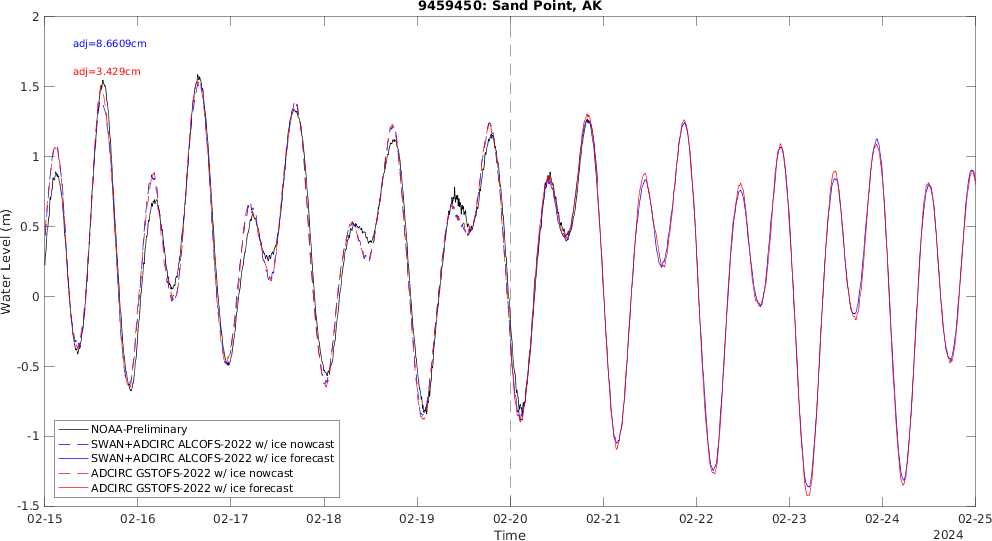 9459450: Sand Point, AK
adj=8.6609cm
adj=3.429cm
Water Level (m)
2
1.5
1
0.5
0
-0.5
-1
-1.5
NOAA-Preliminary
SWAN+ADCIRC ALCOFS-2022 w/ ice nowcast
SWAN+ADCIRC ALCOFS-2022 w/ ice forecast
ADCIRC GSTOFS-2022 w/ ice nowcast
ADCIRC GSTOFS-2022 w/ ice forecast
02-15 02-16 02-17 02-18 02-19 02-20 02-21 02-22 02-23 02-24 02-25
Time
2024